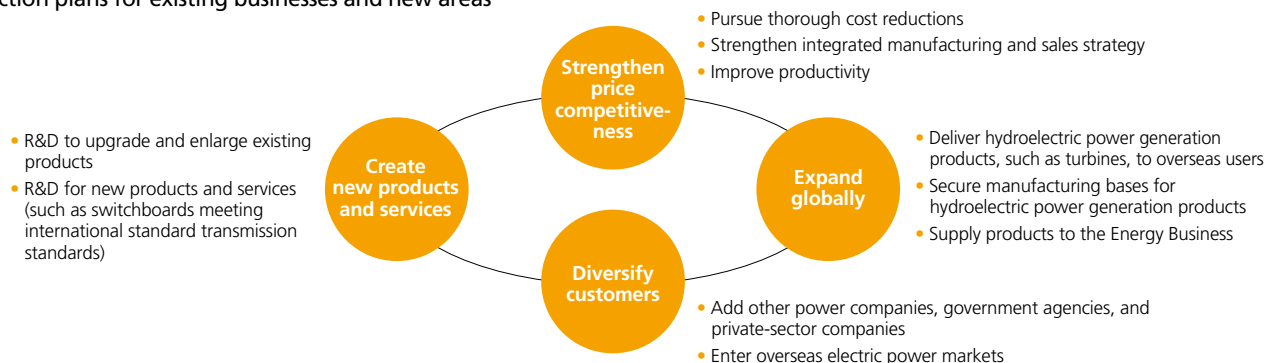 ction plans for existing businesses and new areas
Strengthen
price
competitive-
ness
• Pursue thorough cost reductions
• Strengthen integrated manufacturing and sales strategy
• Improve productivity
Create
new products
and services
• R&D to upgrade and enlarge existing
products
• R&D for new products and services
(such as switchboards meeting
international standard transmission
standards)
Expand
globally
• Deliver hydroelectric power generation
products, such as turbines, to overseas users
• Secure manufacturing bases for
hydroelectric power generation products
• Supply products to the Energy Business
Diversify
customers
• Add other power companies, government agencies, and
private-sector companies
• Enter overseas electric power markets